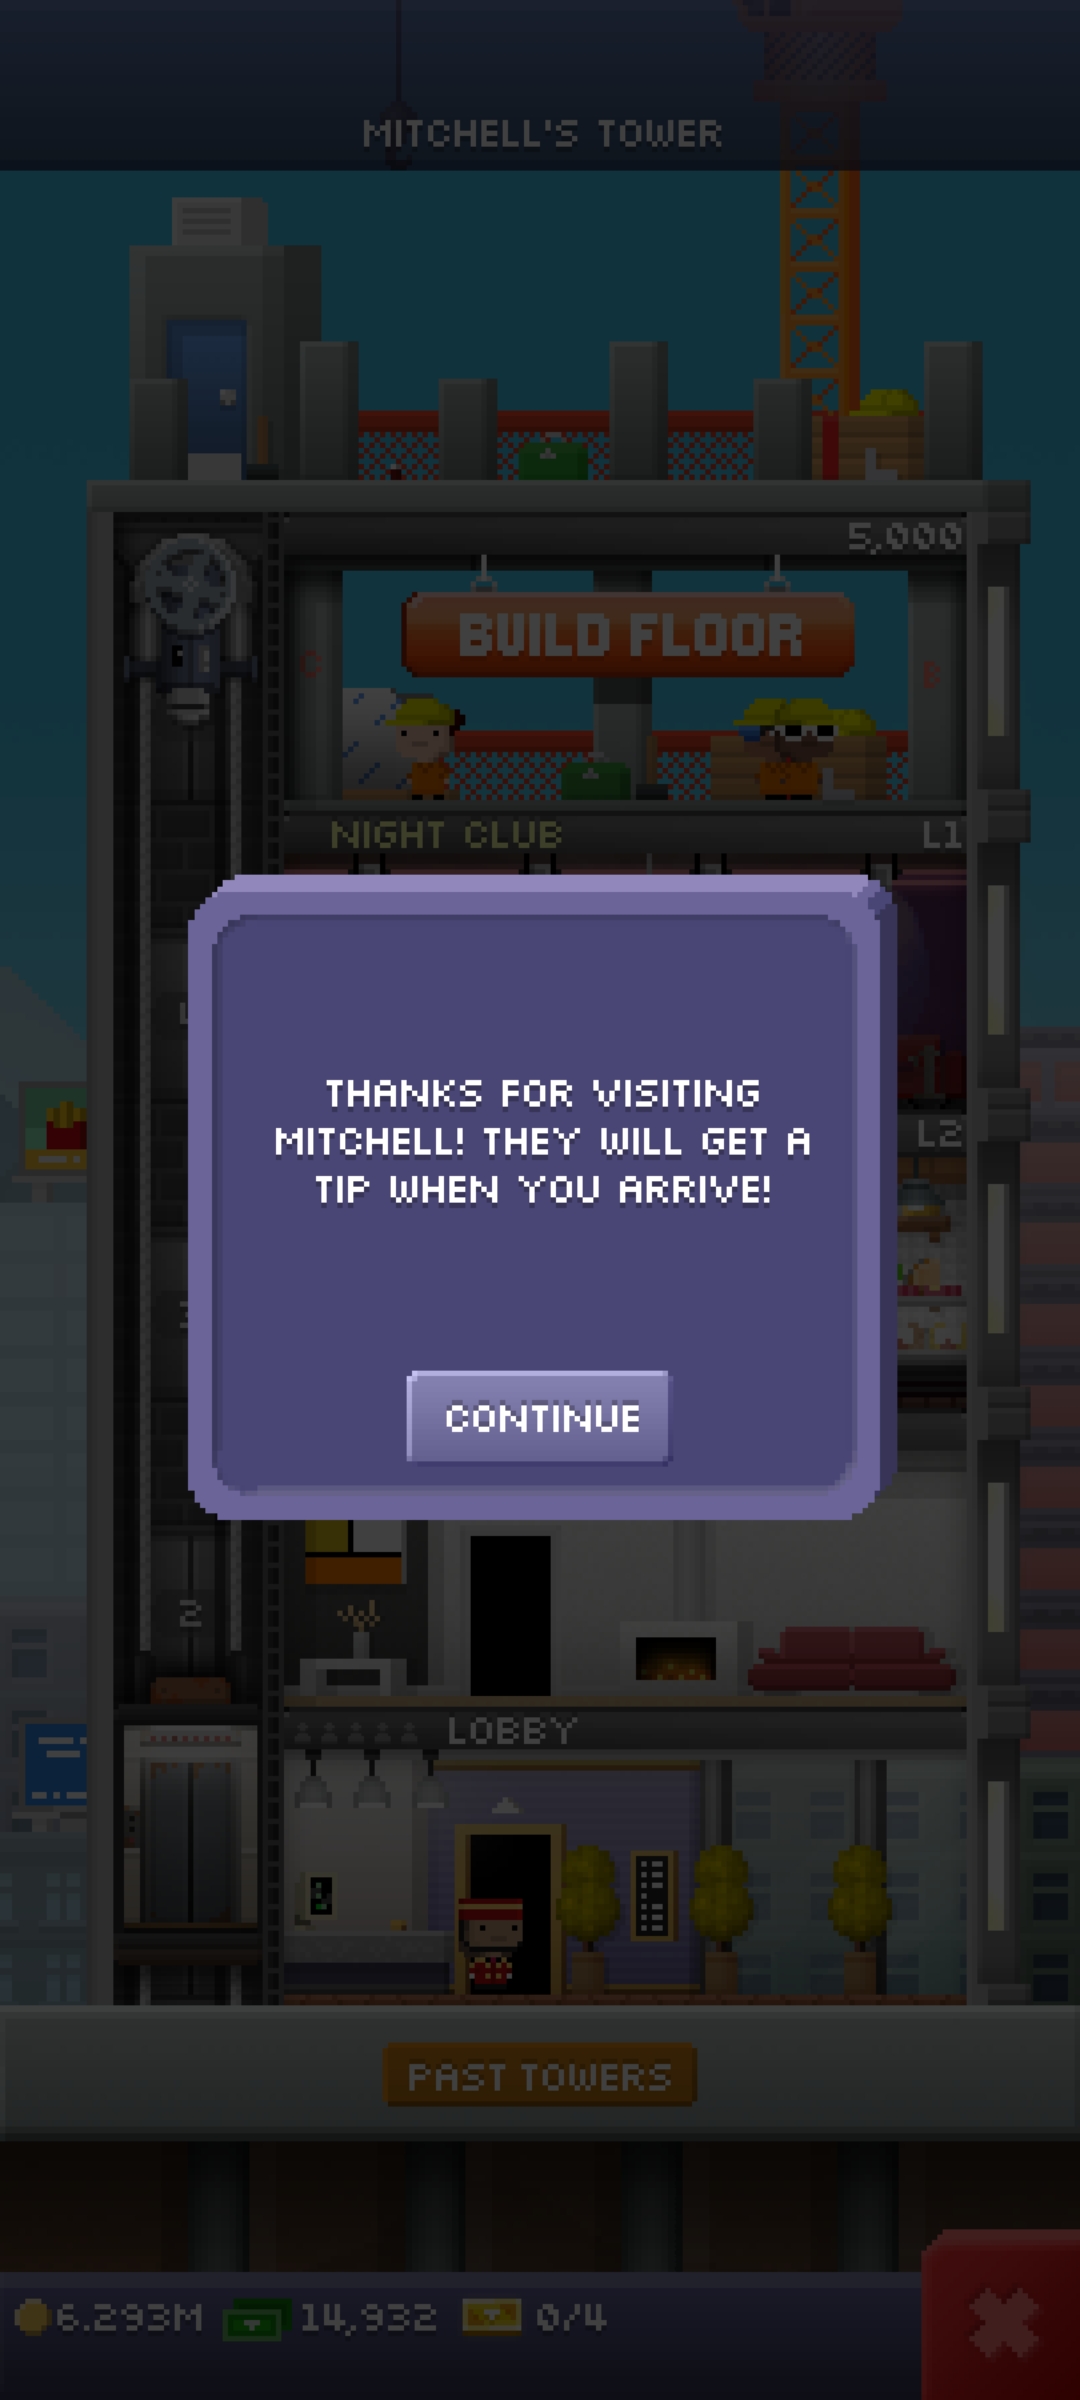 MITCHELL'S TOWER
5,000
BUILD FLOOR
NIGHT CLUB L1
L2
THANKS FOR VISITING
MITCHELL! THEY WILL GET A
TIP WHEN YOU ARRIVE!
CONTINUE
2
LOBBY
PAST TOWERS
6.293M 14,932 0/4